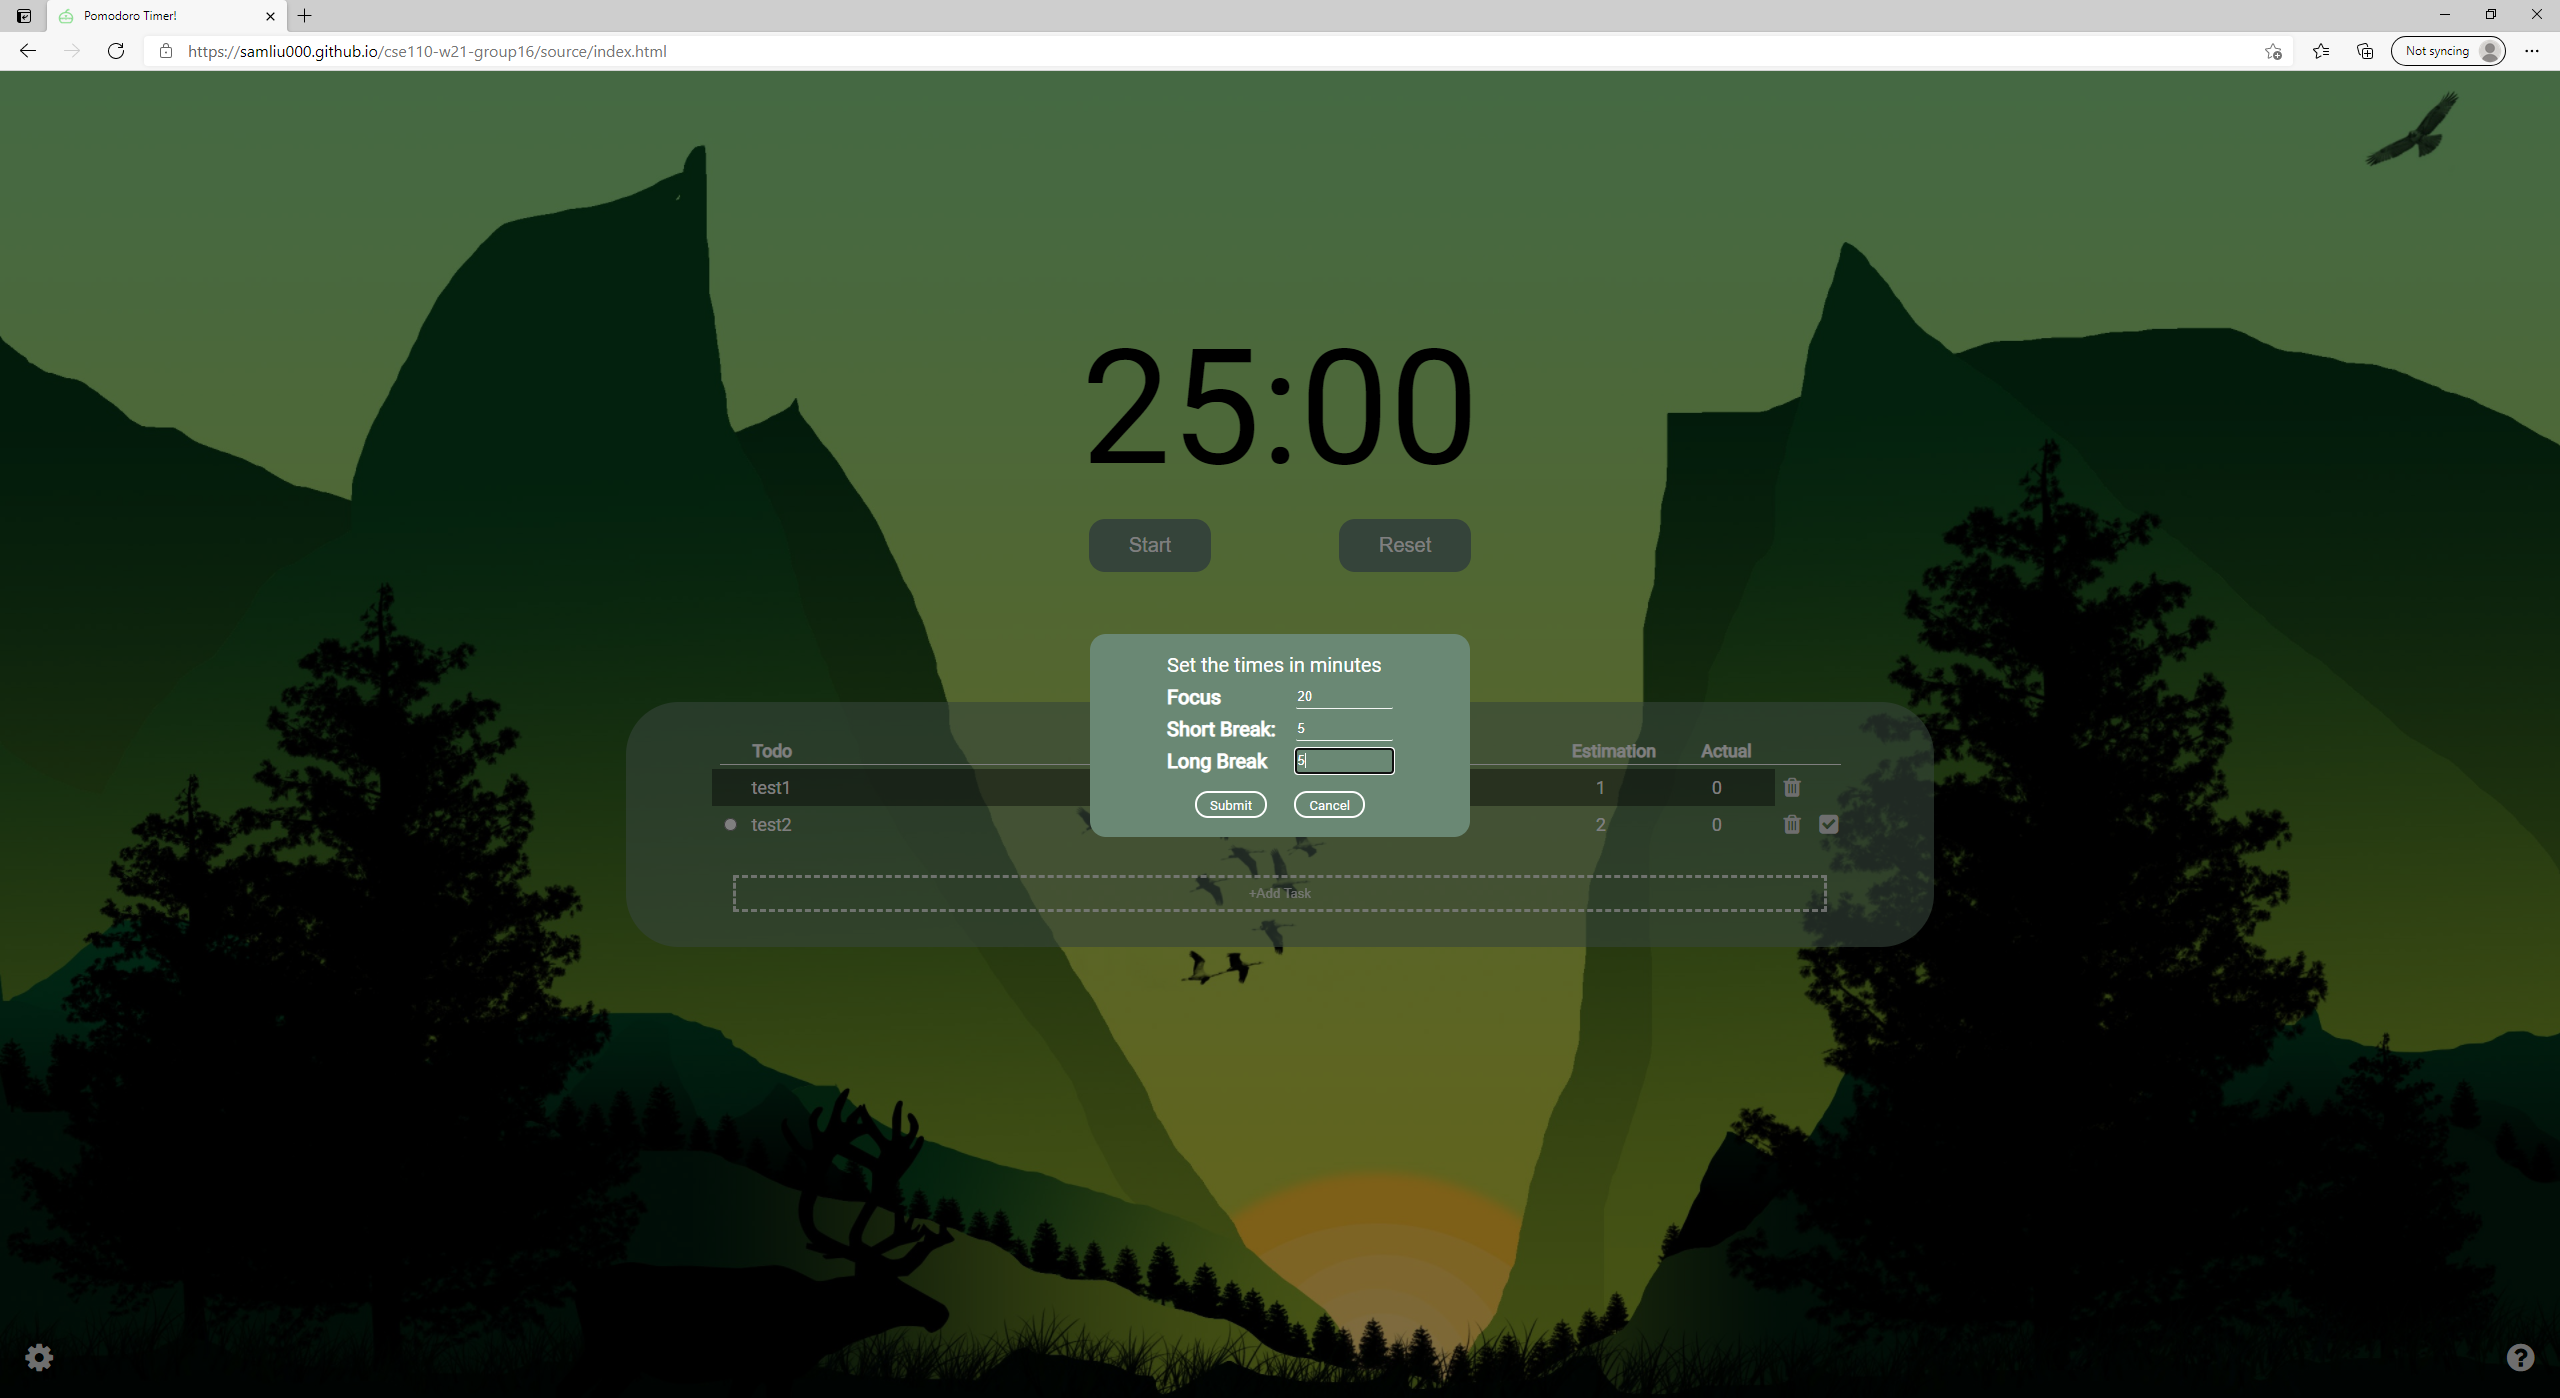 Pomodoro Timer!
https://samliu000.github.io/cse110-w21-group16/source/index.html
Not syncing
25:00
Start Reset
Set the times in minutes
Focus 20
Short Break: 5
Long Break 5
Submit Cancel
Todo Estimation Actual
test1 1 0
test2 2 0
+Add Task
?